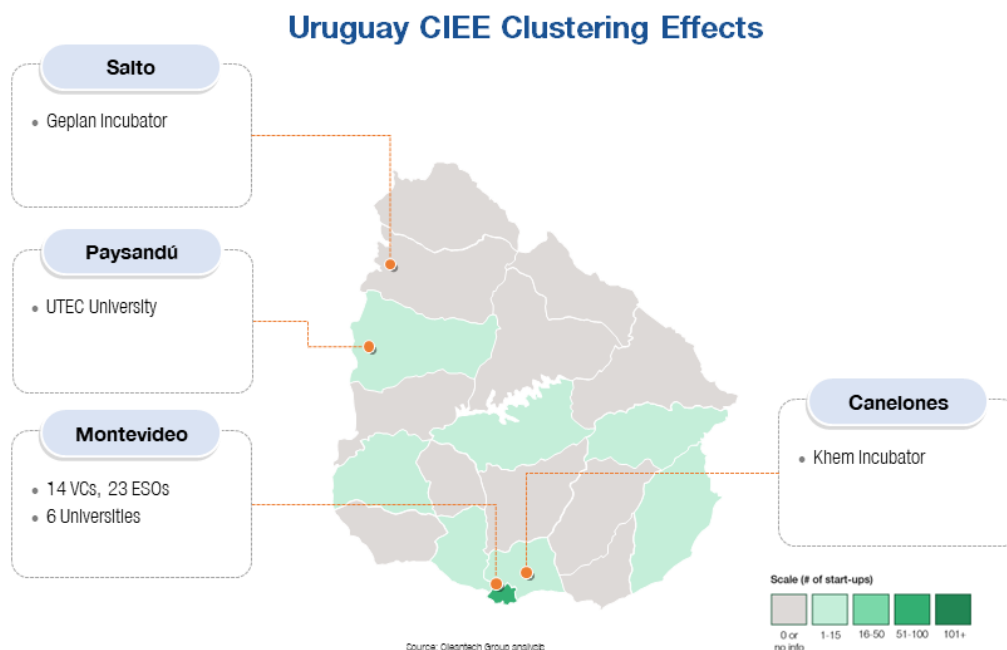 Uruguay CIEE Clustering Effects
Salto
• Geplan Incubator
Paysandú
• UTEC University
Montevideo
• 14 VCs, 23 ESOs
• 6 Universities
Canelones
• Khem Incubator
Scale (# of start-ups)
0 or
no info
1-15
16-50
51-100
101+
Source: Cleantech Group analysis